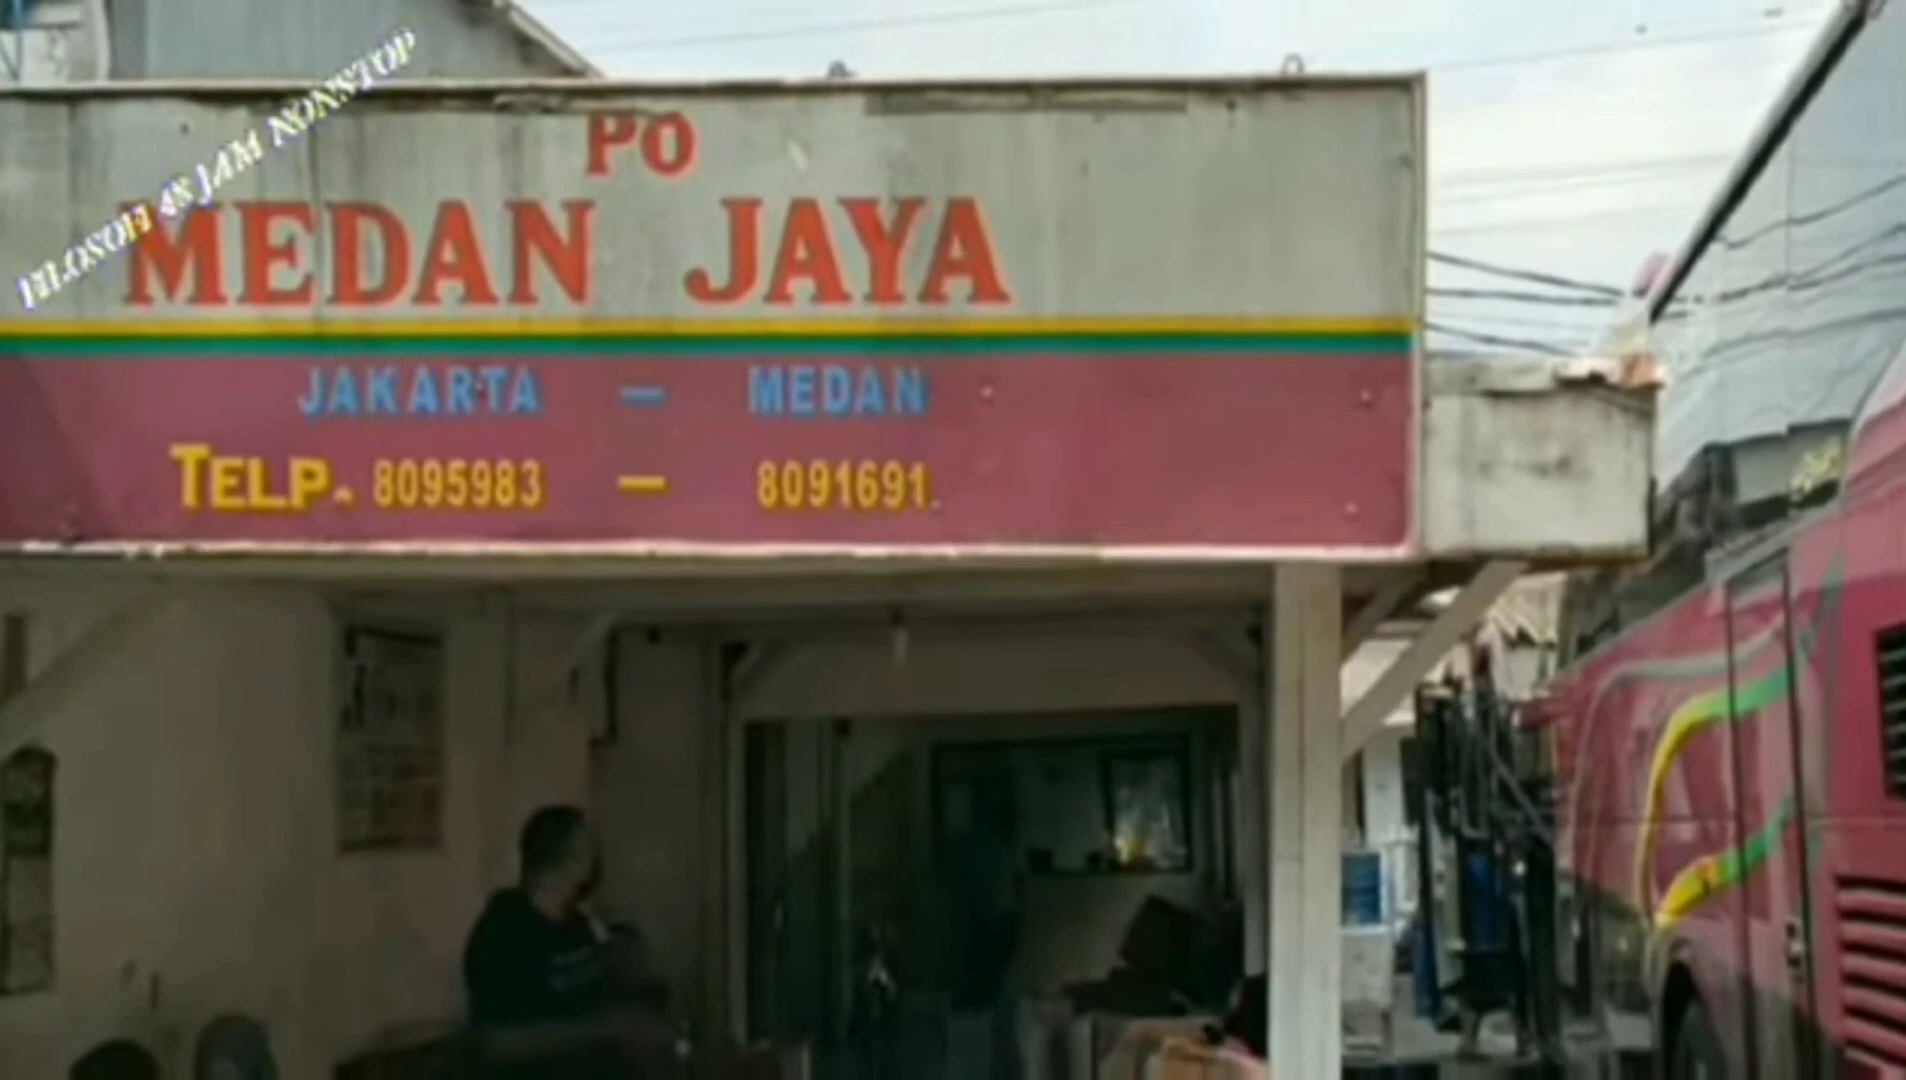 FILOSOFI 48 JAM NONSTOP
PO
MEDAN JAYA
JAKARTA — MEDAN
TELP. 8095983 — 8091691.